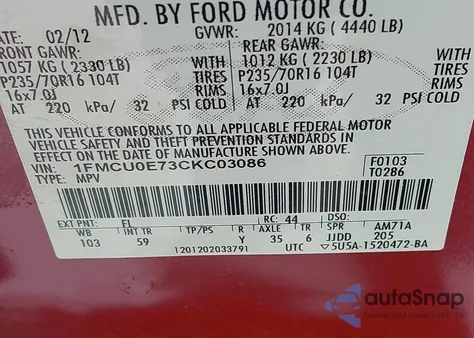 MFD. BY FORD MOTOR CO.
DATE: 02/12 GVWR: 2014 KG (4440 LB)
FRONT GAWR: REAR GAWR:
1057 KG (2330 LB) WITH 1012 KG (2230 LB) WITH
P235/70R16 104T TIRES P235/70R16 104T TIRES
16x7.0J RIMS 16x7.0J RIMS
AT 220 kPa/ 32 PSI COLD AT 220 kPa/ 32 PSI COLD
THIS VEHICLE CONFORMS TO ALL APPLICABLE FEDERAL MOTOR
VEHICLE SAFETY AND THEFT PREVENTION STANDARDS IN
EFFECT ON THE DATE OF MANUFACTURE SHOWN ABOVE.
VIN: 1FMCU0E73CKC03086 F0103
TYPE: MPV T0286
EXT PNT: FL RC: 44 DSO:
WB INT TR TP/PS R AXLE TR SPR AM71A
103 59 Y 35 6 JJDD 205
1201202033791 UTC ▽5U5A-1520472-BA
autoSnap